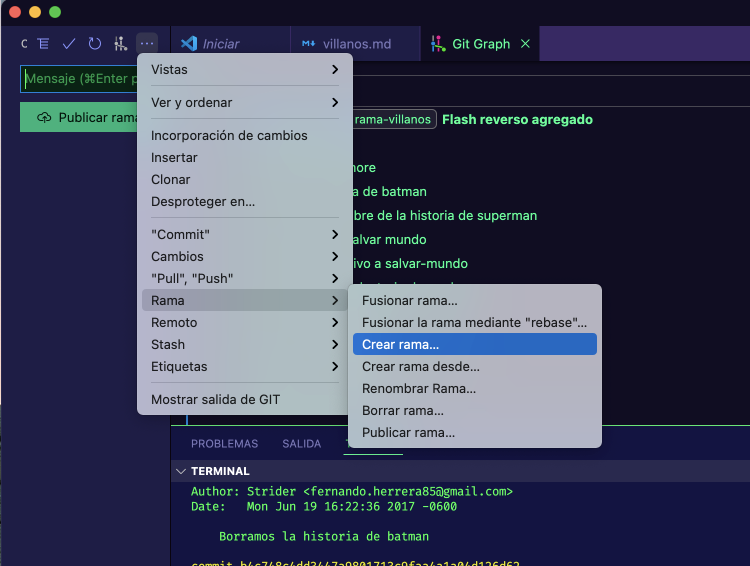 Iniciar
villanos.md
Git Graph
Mensaje (⌘Enter p
Publicar rama
Vistas
Ver y ordenar
Incorporación de cambios
Insertar
Clonar
Desproteger en...
"Commit"
Cambios
"Pull", "Push"
Rama
Remoto
Stash
Etiquetas
Mostrar salida de GIT
rama-villanos Flash reverso agregado
nore
a de batman
bre de la historia de superman
alvar mundo
ivo a salvar-mundo
Fusionar rama...
Fusionar la rama mediante "rebase"...
Crear rama...
Crear rama desde...
Renombrar Rama...
Borrar rama...
Publicar rama...
PROBLEMAS SALIDA
TERMINAL
Author: Strider <fernando.herrera85@gmail.com>
Date: Mon Jun 19 16:22:36 2017 -0600
Borramos la historia de batman